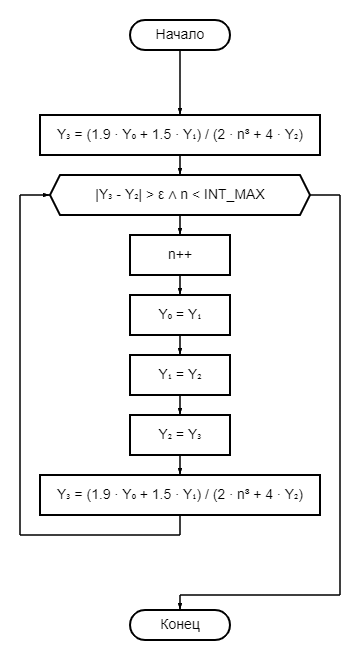 Начало
Y₃ = (1.9 · Y₀ + 1.5 · Y₁) / (2 · n³ + 4 · Y₂)
|Y₃ - Y₂| > ε ∧ n < INT_MAX
n++
Y₀ = Y₁
Y₁ = Y₂
Y₂ = Y₃
Y₃ = (1.9 · Y₀ + 1.5 · Y₁) / (2 · n³ + 4 · Y₂)
Конец